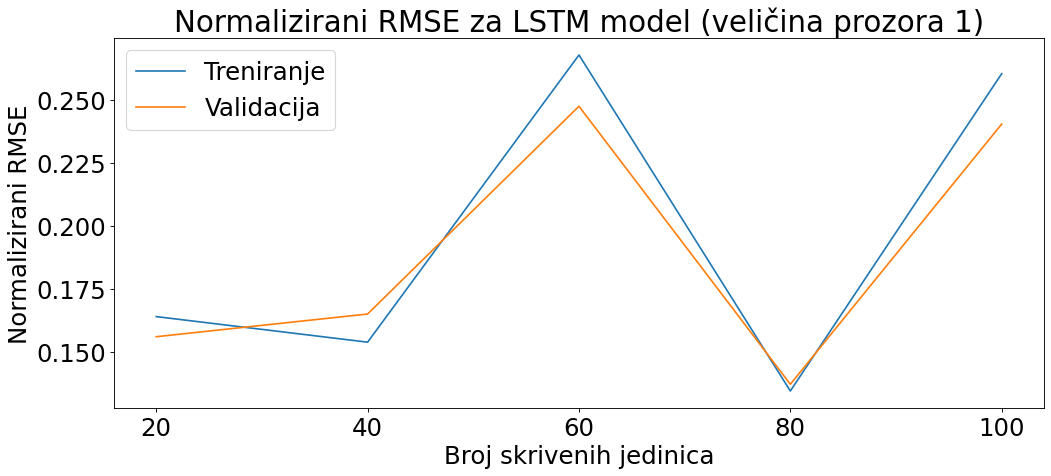 Normalizirani RMSE za LSTM model (veličina prozora 1)
Treniranje
Validacija
Normalizirani RMSE
0.250
0.225
0.200
0.175
0.150
20 40 60 80 100
Broj skrivenih jedinica